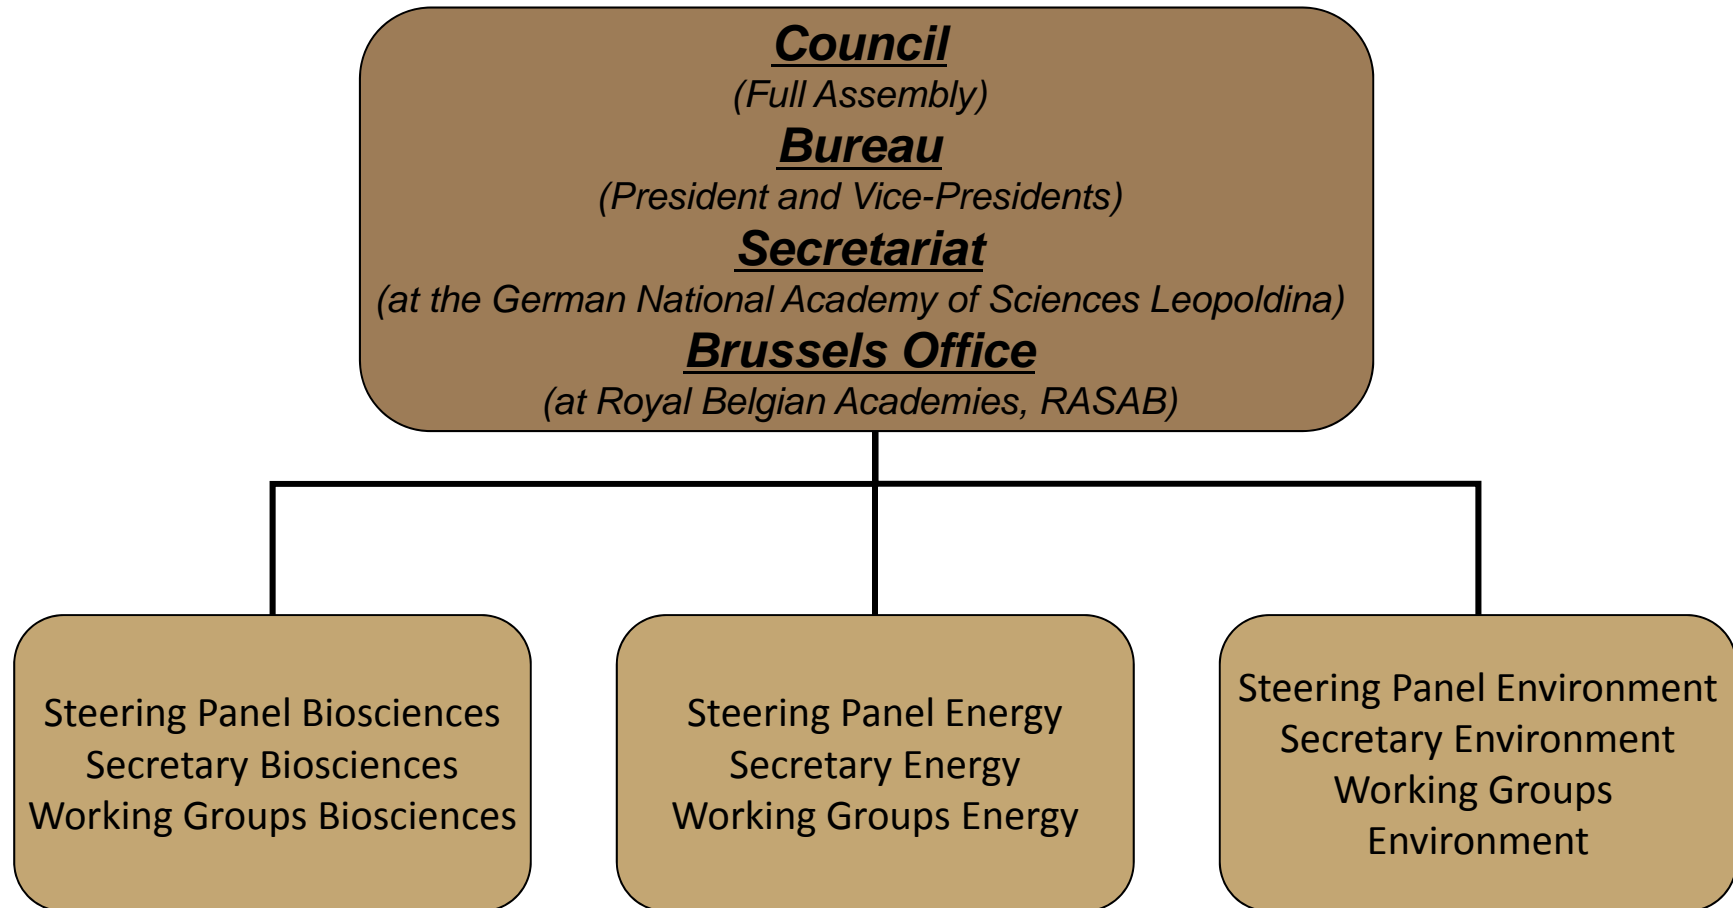 Council
(Full Assembly)
Bureau
(President and Vice-Presidents)
Secretariat
(at the German National Academy of Sciences Leopoldina)
Brussels Office
(at Royal Belgian Academies, RASAB)
Steering Panel Biosciences
Secretary Biosciences
Working Groups Biosciences
Steering Panel Energy
Secretary Energy
Working Groups Energy
Steering Panel Environment
Secretary Environment
Working Groups
Environment